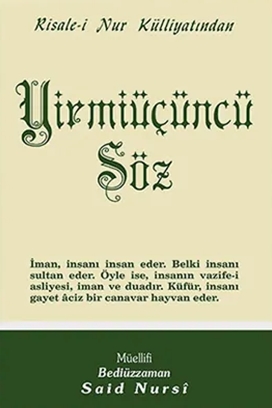 Risale-i Nur Külliyatından
Yirmiüçüncü
Söz
Îman, insanı insan eder. Belki insanı
sultan eder. Öyle ise, insanın vazife-i
asliyesi, iman ve duadır. Küfür, insanı
gayet âciz bir canavar hayvan eder.
Müellifi
Bediüzzaman
Said Nursî